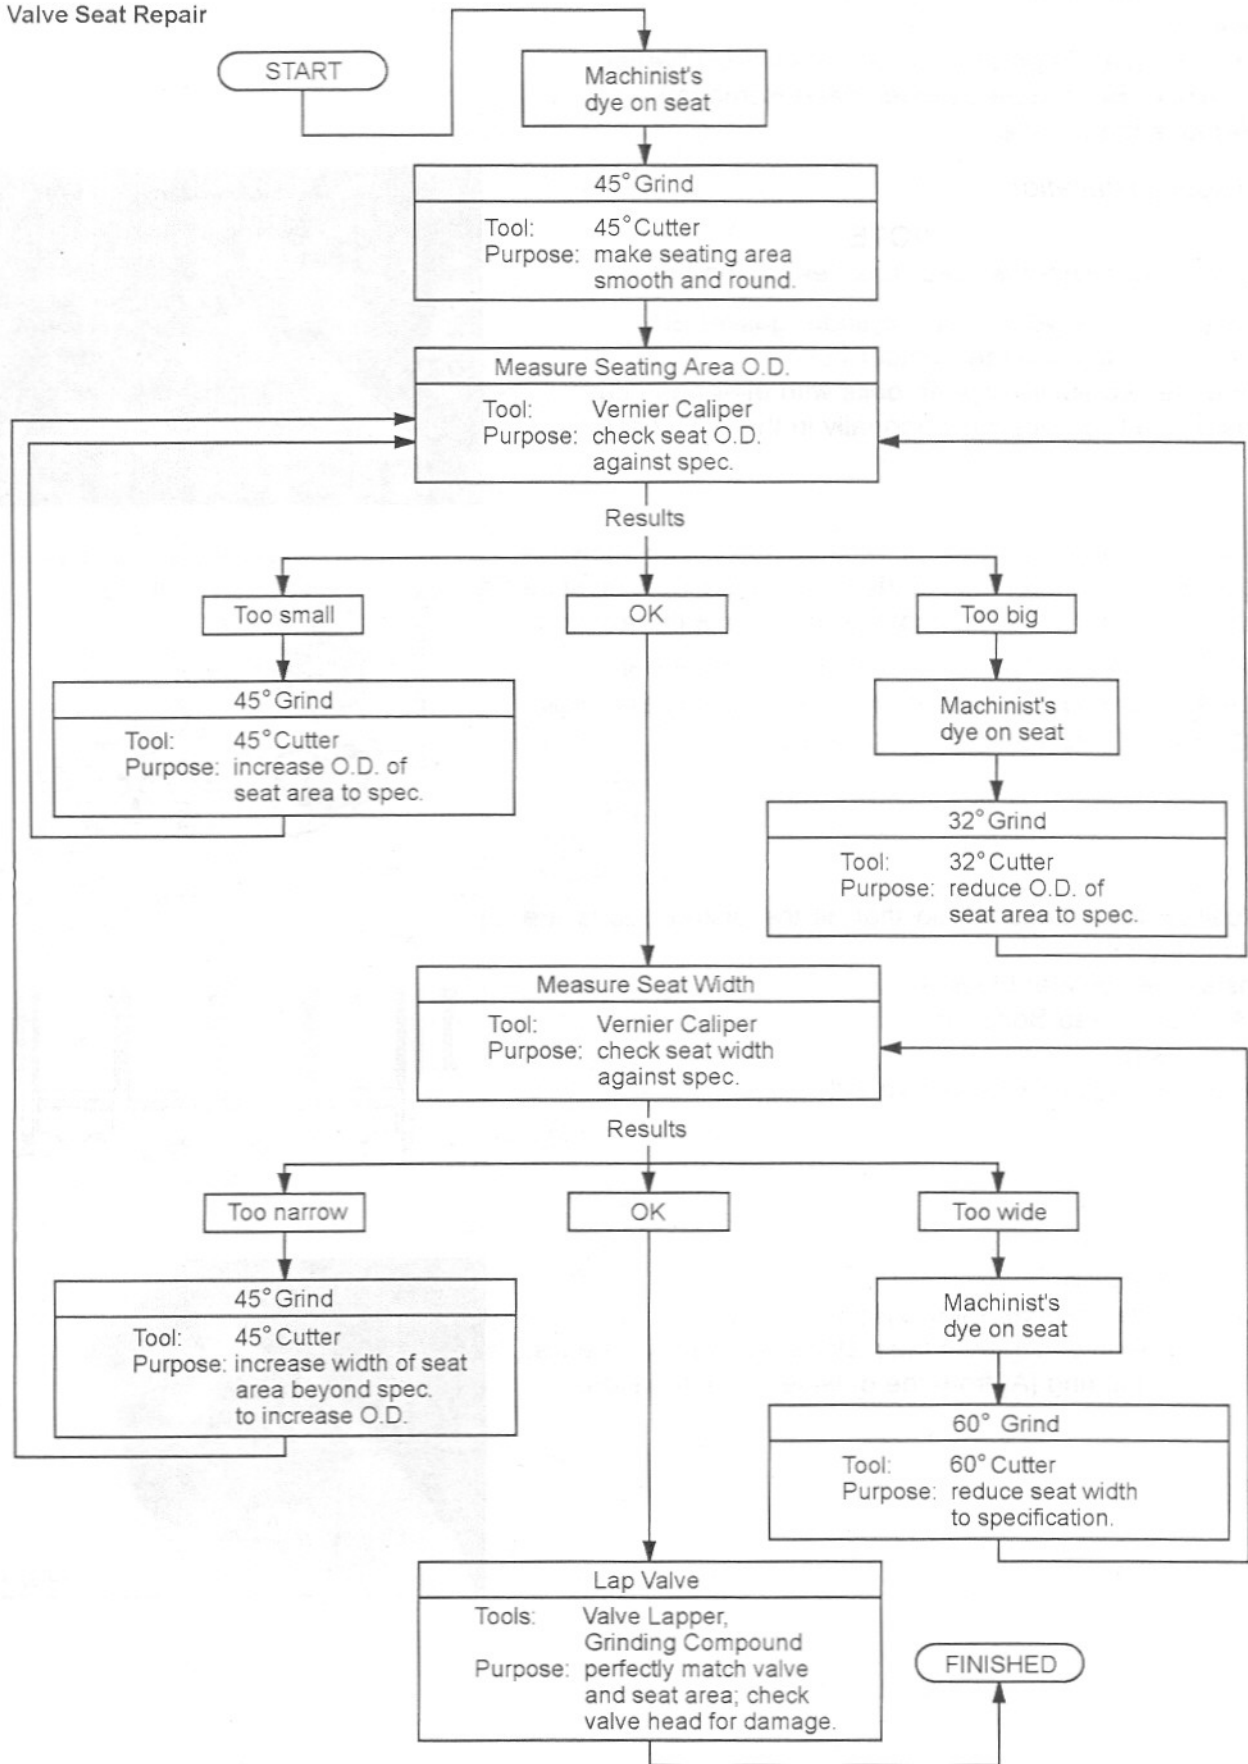 Valve Seat Repair
START
Machinist's
dye on seat
45° Grind
Tool: 45° Cutter
Purpose: make seating area
smooth and round.
Measure Seating Area O.D.
Tool: Vernier Caliper
Purpose: check seat O.D.
against spec.
Results
Too small
OK
Too big
45° Grind
Tool: 45° Cutter
Purpose: increase O.D. of
seat area to spec.
Machinist's
dye on seat
32° Grind
Tool: 32° Cutter
Purpose: reduce O.D. of
seat area to spec.
Measure Seat Width
Tool: Vernier Caliper
Purpose: check seat width
against spec.
Results
Too narrow
OK
Too wide
45° Grind
Tool: 45° Cutter
Purpose: increase width of seat
area beyond spec.
to increase O.D.
Machinist's
dye on seat
60° Grind
Tool: 60° Cutter
Purpose: reduce seat width
to specification.
Lap Valve
Tools: Valve Lapper,
Grinding Compound
Purpose: perfectly match valve
and seat area; check
valve head for damage.
FINISHED